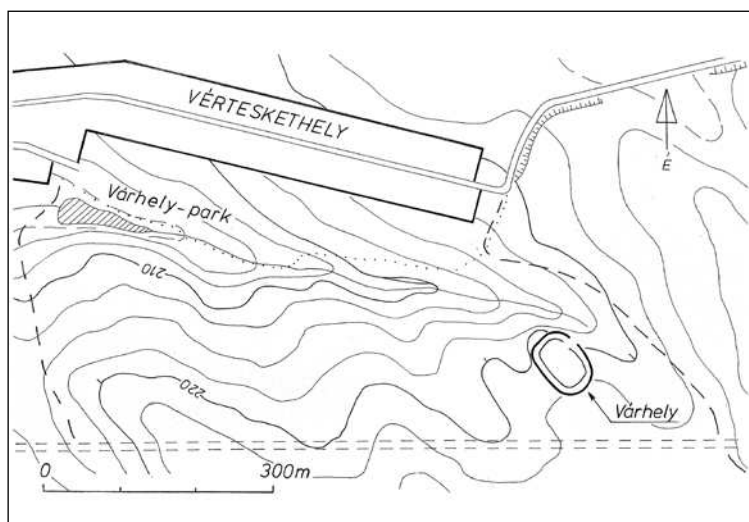 VÉRTESKETHELY
É
Várhely-park
210
220
Várhely
0 300m